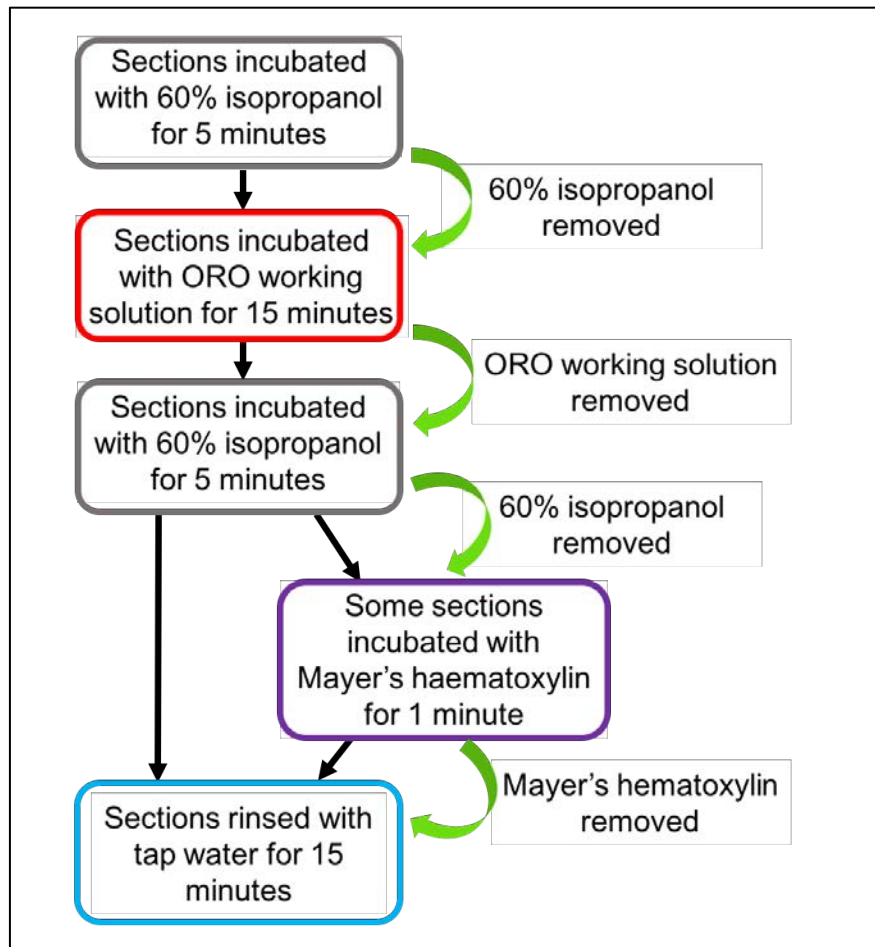 Sections incubated
with 60% isopropanol
for 5 minutes
60% isopropanol
removed
Sections incubated
with ORO working
solution for 15 minutes
ORO working solution
removed
Sections incubated
with 60% isopropanol
for 5 minutes
60% isopropanol
removed
Some sections
incubated with
Mayer's haematoxylin
for 1 minute
Mayer's hematoxylin
removed
Sections rinsed with
tap water for 15
minutes